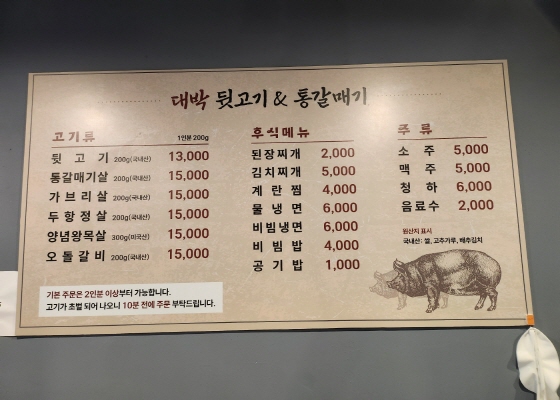 대박 뒷고기 & 통갈매기
고기류 1인분 200g
뒷고기 200g(국내산) 13,000
통갈매기살 200g(국내산) 15,000
가브리살 200g(국내산) 15,000
두항정살 200g(국내산) 15,000
양념왕목살 300g(미국산) 15,000
오돌갈비 200g(국내산) 15,000
기본 주문은 2인분 이상부터 가능합니다.
고기가 초벌 되어 나오니 10분 전에 주문 부탁드립니다.
후식메뉴
된장찌개 2,000
김치찌개 5,000
계란찜 4,000
물냉면 6,000
비빔냉면 6,000
비빔밥 4,000
공기밥 1,000
주류
소주 5,000
맥주 5,000
청하 6,000
음료수 2,000
원산지 표시
국내산: 쌀, 고추가루, 배추김치